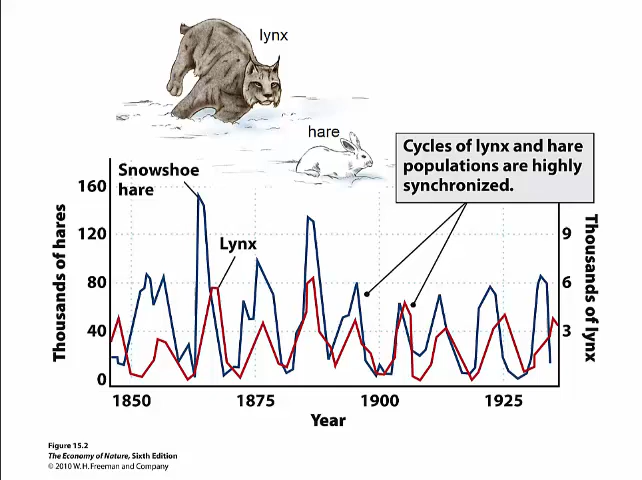 lynx
hare
Cycles of lynx and hare
populations are highly
synchronized.
Snowshoe
hare
Lynx
160
120
80
40
0
Thousands of hares
9
6
3
Thousands of lynx
1850 1875 1900 1925
Year
Figure 15.2
The Economy of Nature, Sixth Edition
© 2010 W. H. Freeman and Company